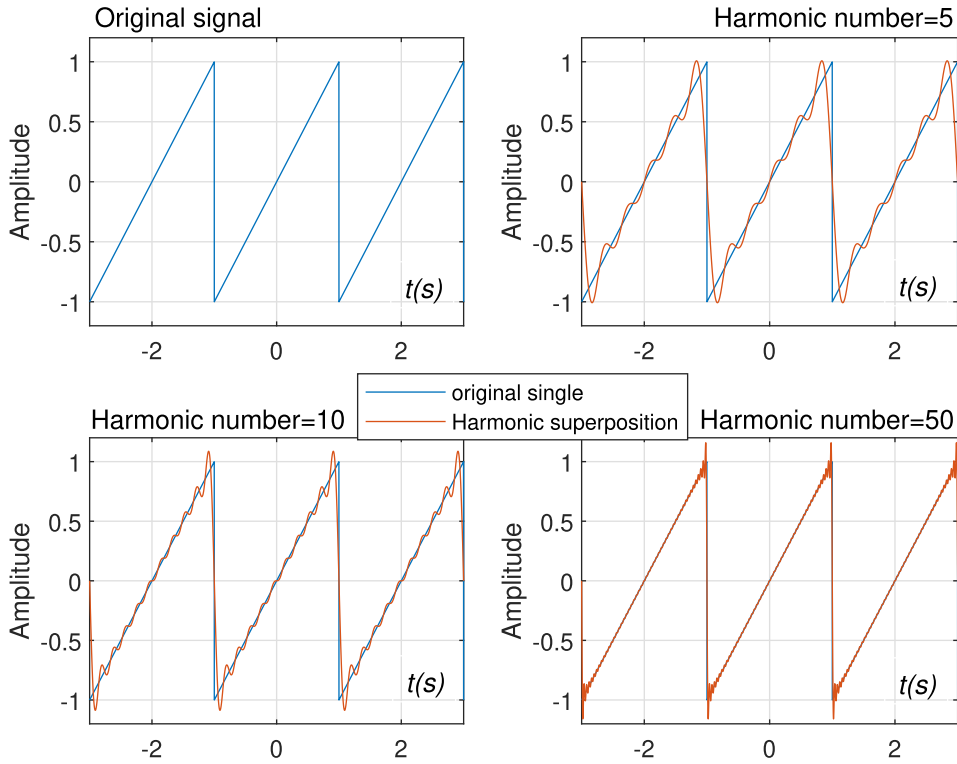 Original signal
Amplitude
1
0.5
0
-0.5
-1
t(s)
-2
0
2
Harmonic number=5
Amplitude
1
0.5
0
-0.5
-1
t(s)
-2
0
2
original single
Harmonic superposition
Harmonic number=10
Amplitude
1
0.5
0
-0.5
-1
t(s)
-2
0
2
Harmonic number=50
Amplitude
1
0.5
0
-0.5
-1
t(s)
-2
0
2